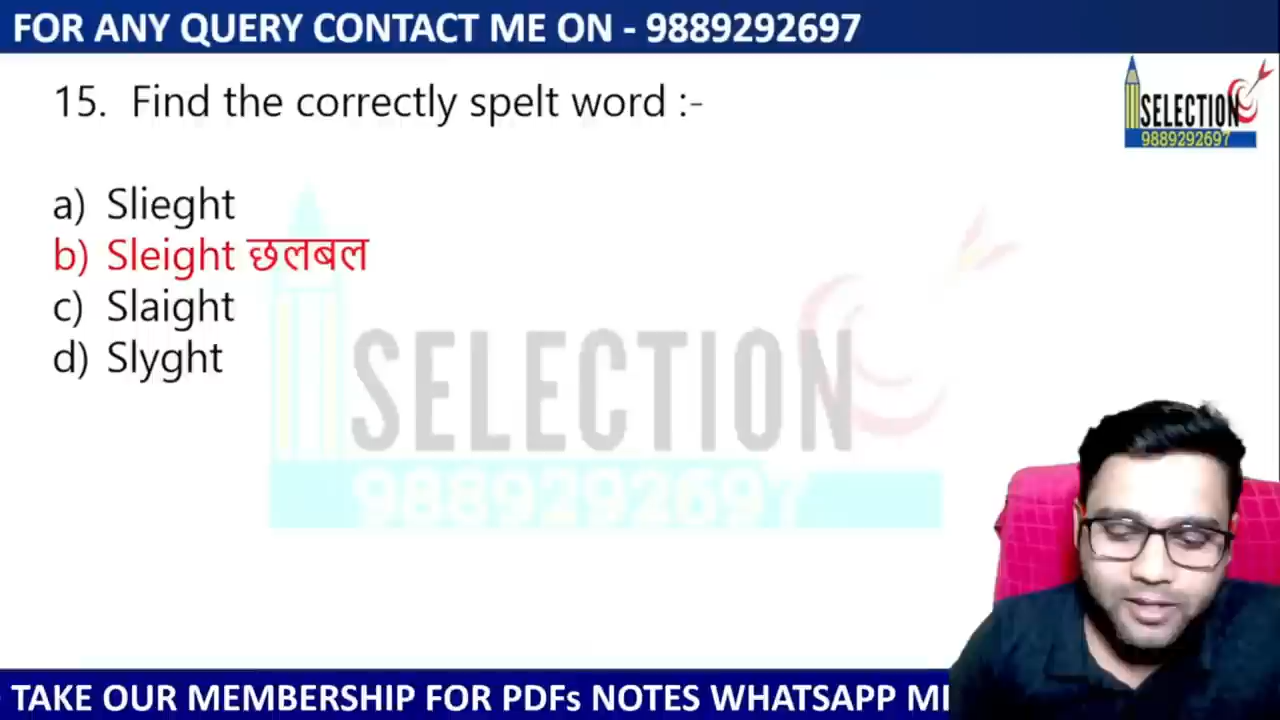 FOR ANY QUERY CONTACT ME ON - 9889292697
SELECTION
9889292697
15. Find the correctly spelt word :-
a) Slieght
b) Sleight छलबल
c) Slaight
d) Slyght
SELECTION
9889292697
TAKE OUR MEMBERSHIP FOR PDFs NOTES WHATSAPP